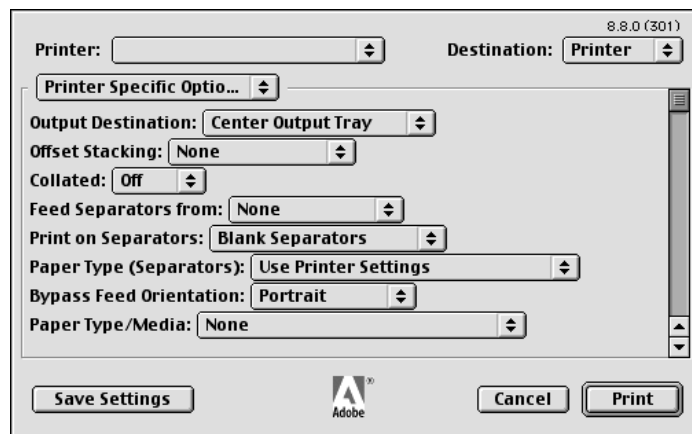 8.8.0 (301)
Printer: Destination: Printer
Printer Specific Optio...
Output Destination: Center Output Tray
Offset Stacking: None
Collated: Off
Feed Separators from: None
Print on Separators: Blank Separators
Paper Type (Separators): Use Printer Settings
Bypass Feed Orientation: Portrait
Paper Type/Media: None
Save Settings Adobe® Cancel Print